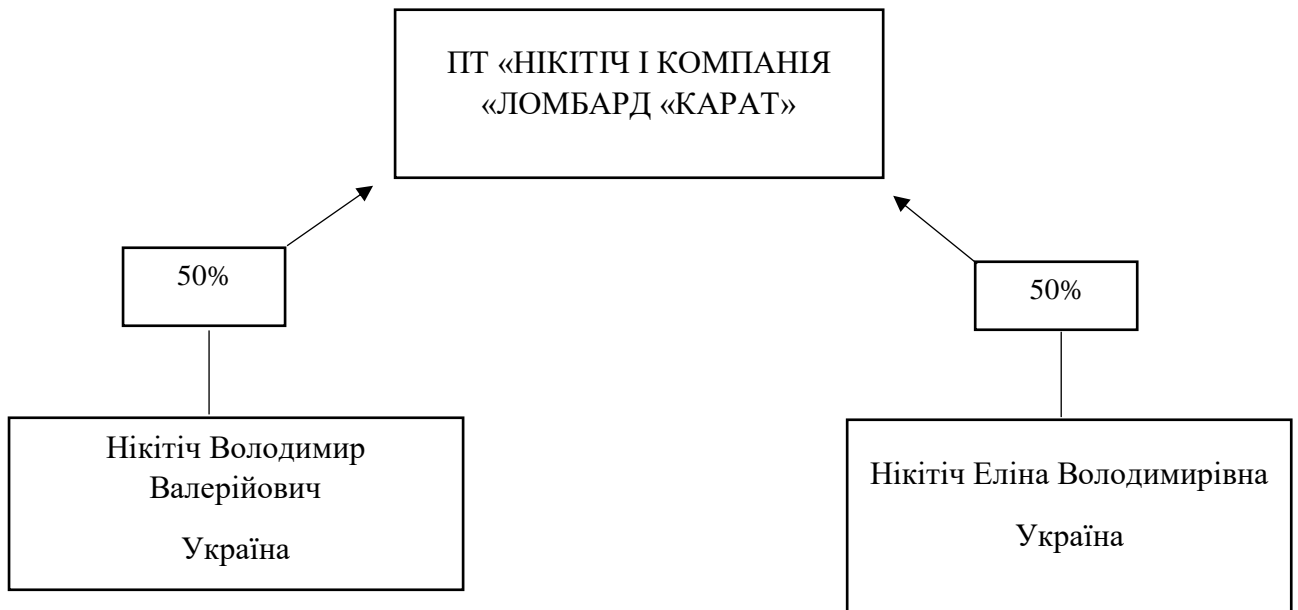 ПТ «НІКІТІЧ І КОМПАНІЯ
«ЛОМБАРД «КАРАТ»
50%
50%
Нікітіч Володимир
Валерійович
Україна
Нікітіч Еліна Володимирівна
Україна